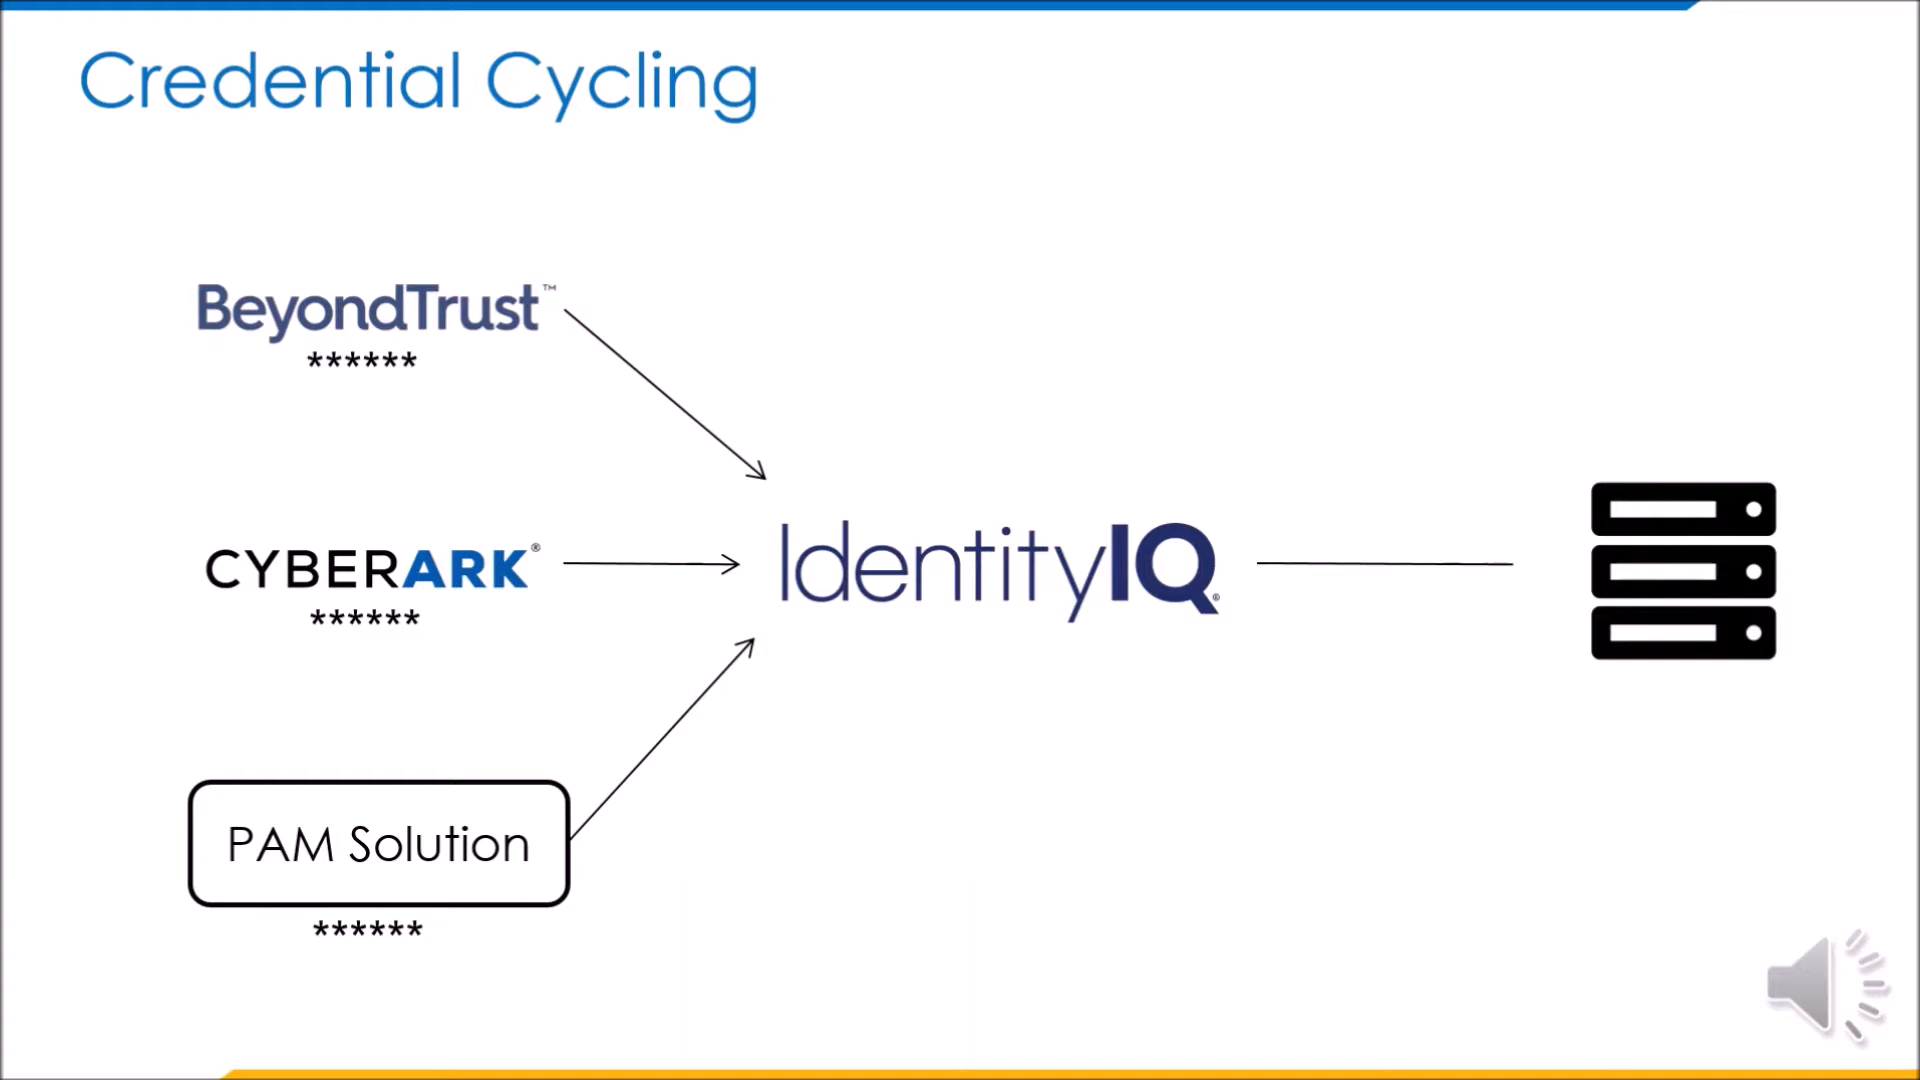 Credential Cycling
BeyondTrust™
******
CYBERARK®
******
IdentityIQ®
PAM Solution
******